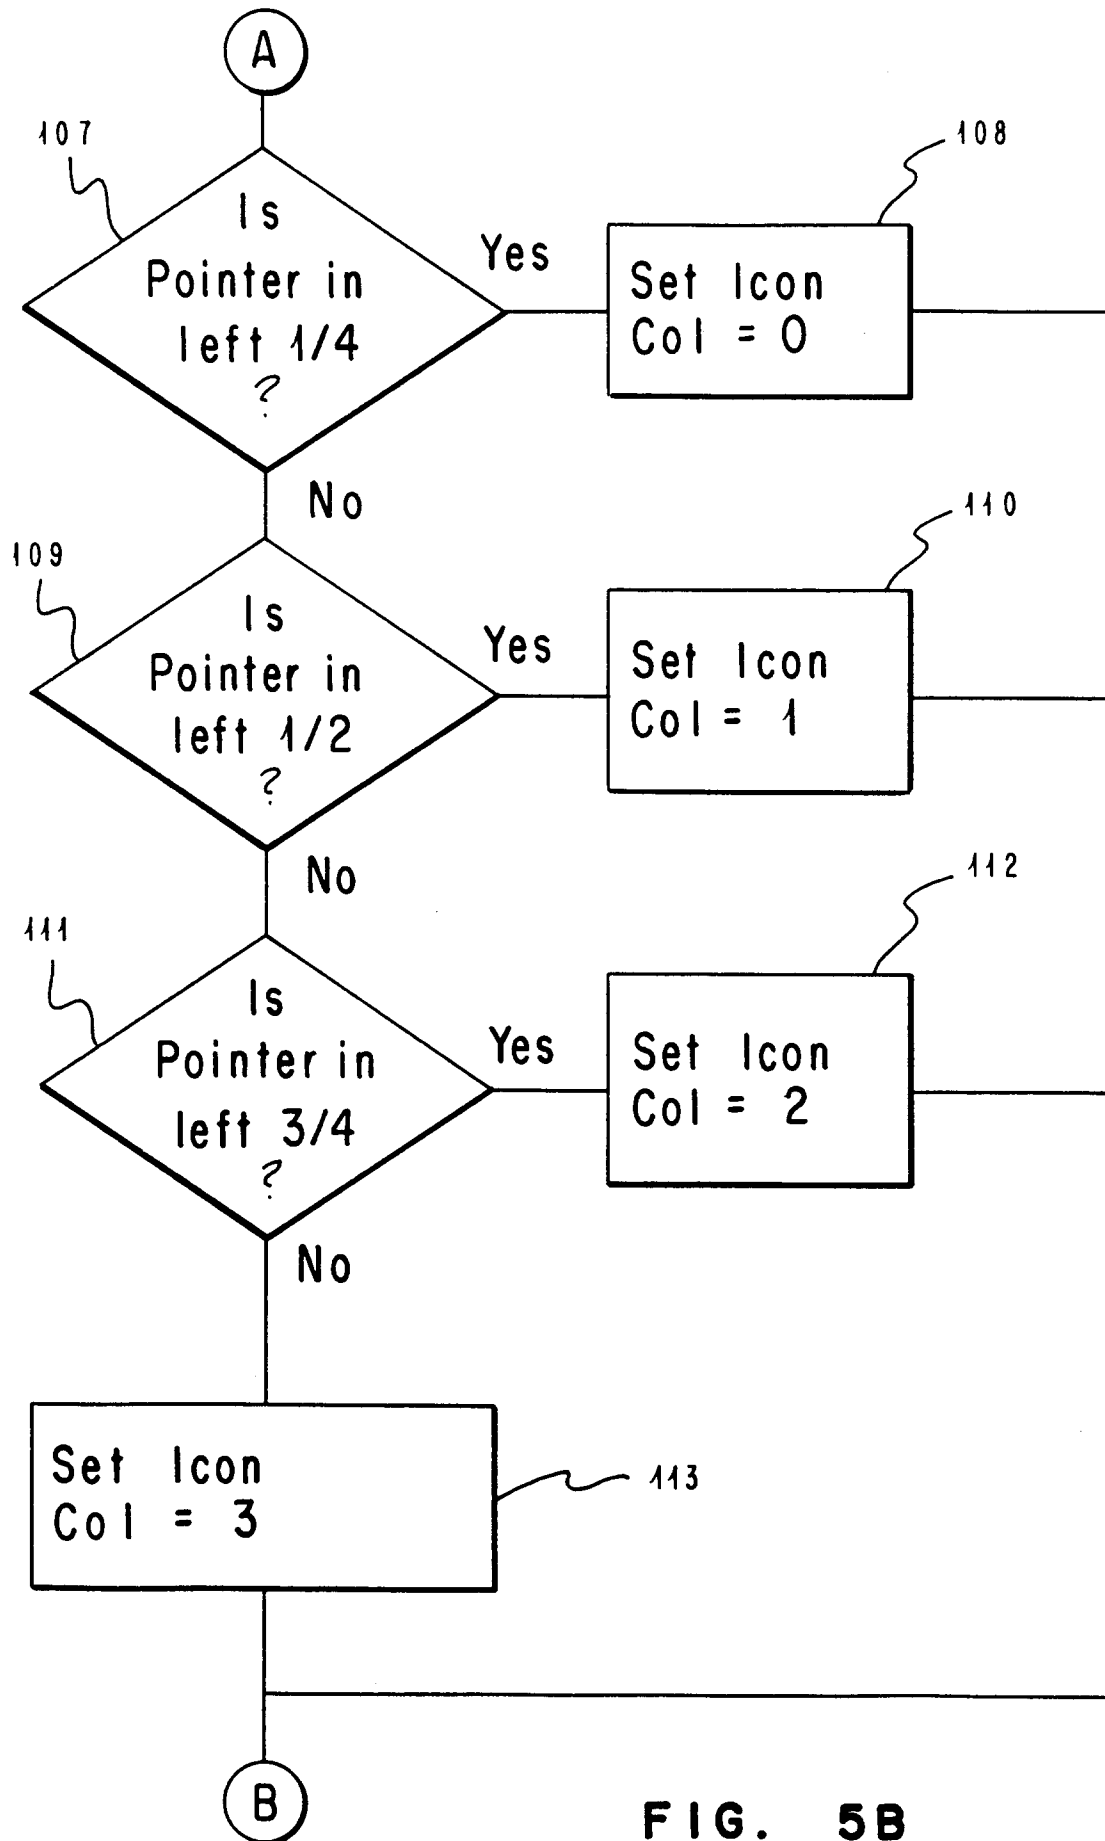 A
107
Is
Pointer in
left 1/4
?
Yes
108
Set Icon
Col = 0
No
109
Is
Pointer in
left 1/2
?
Yes
110
Set Icon
Col = 1
No
111
Is
Pointer in
left 3/4
?
Yes
112
Set Icon
Col = 2
No
Set Icon
Col = 3
113
B
FIG. 5B